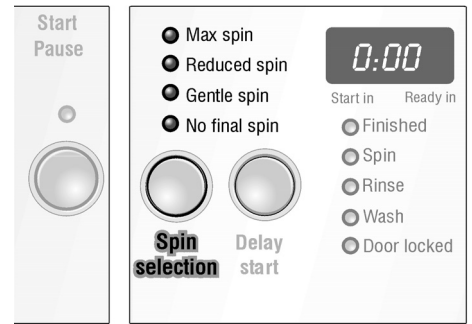 Start
Pause
Max spin
Reduced spin
Gentle spin
No final spin
Spin
selection
Delay
start
0:00
Start in Ready in
Finished
Spin
Rinse
Wash
Door locked